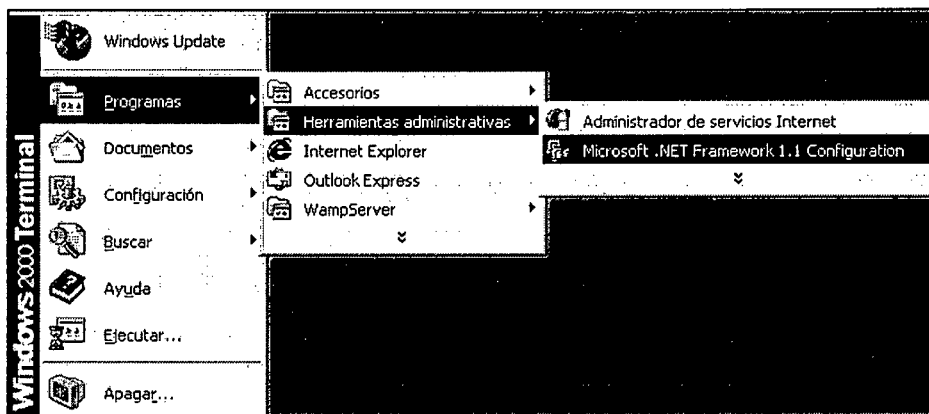 Windows 2000 Terminal
Windows Update
Programas
Documentos
Configuración
Buscar
Ayuda
Ejecutar...
Apagar...
Accesorios
Herramientas administrativas
Internet Explorer
Outlook Express
WampServer
Administrador de servicios Internet
Microsoft .NET Framework 1.1 Configuration